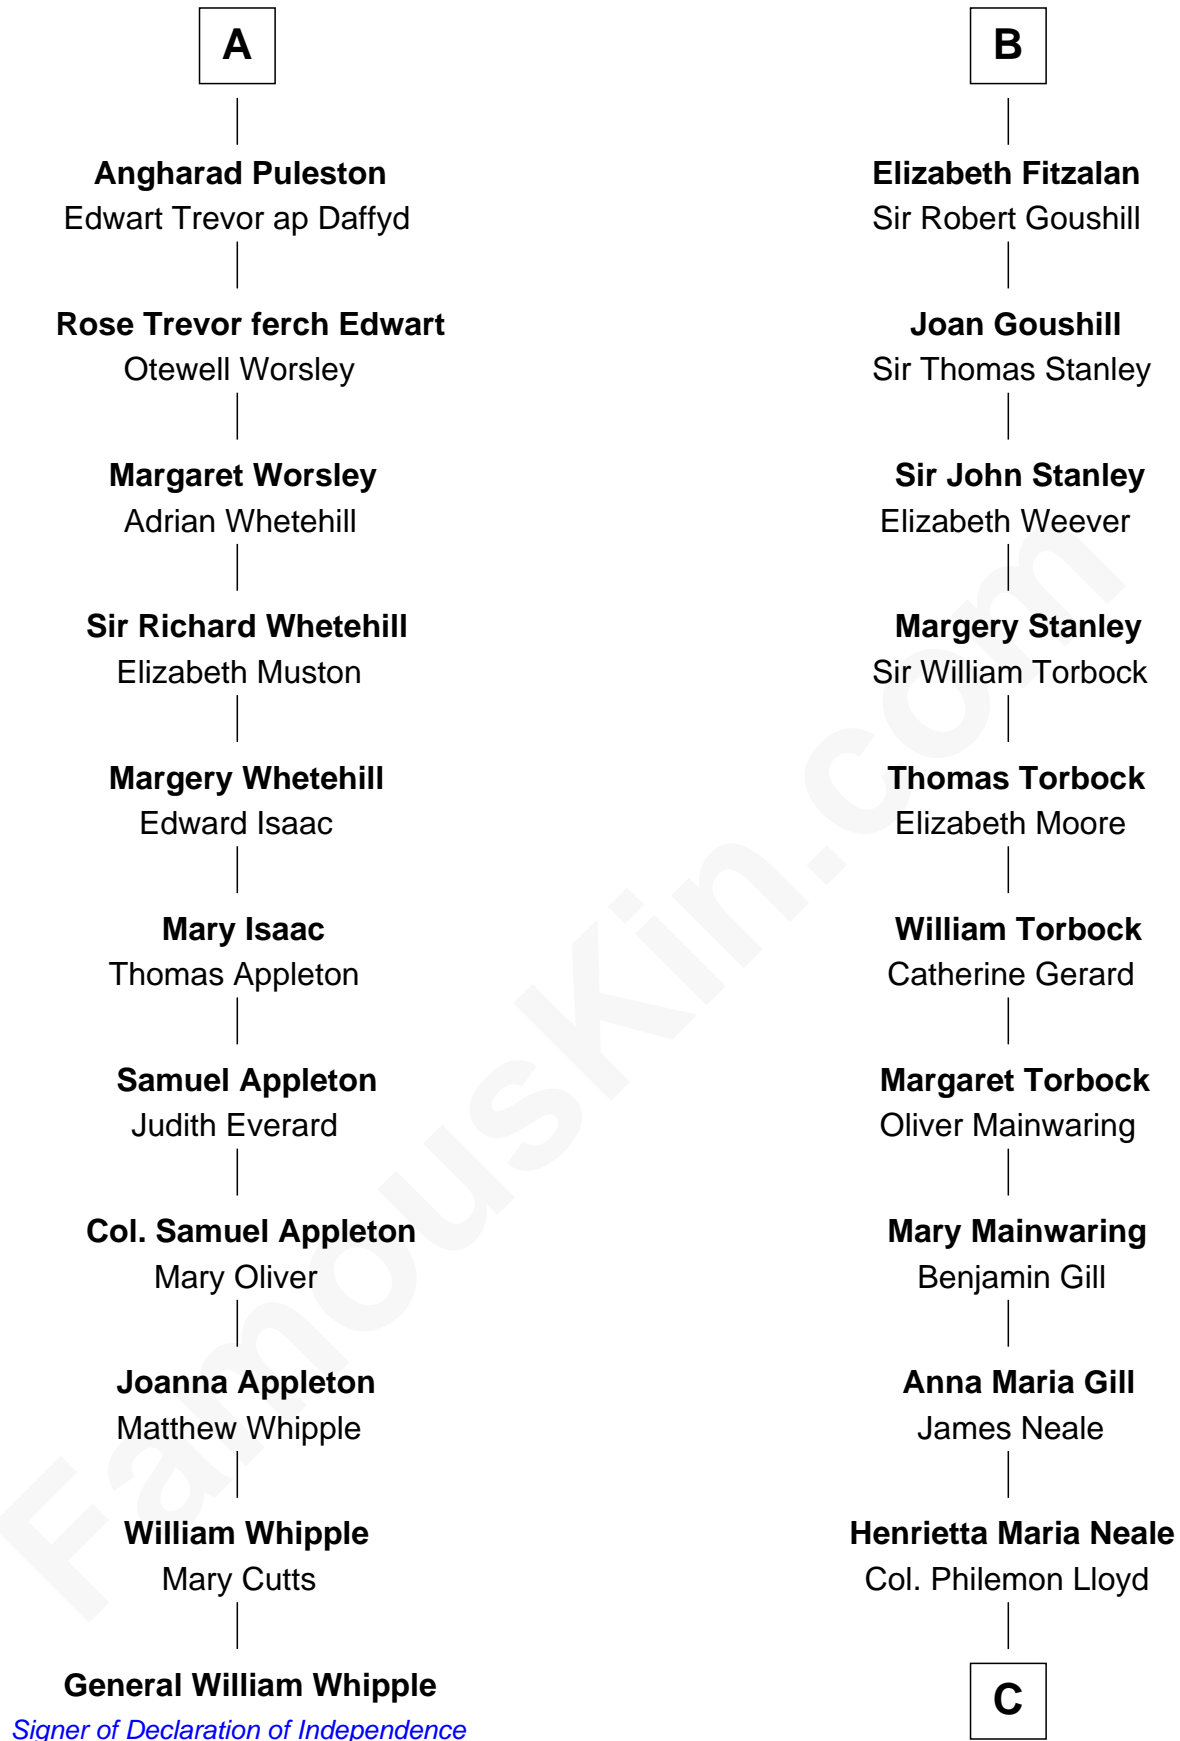 A
Angharad Puleston
Edwart Trevor ap Daffyd
Rose Trevor ferch Edwart
Otewell Worsley
Margaret Worsley
Adrian Whetehill
Sir Richard Whetehill
Elizabeth Muston
Margery Whetehill
Edward Isaac
Mary Isaac
Thomas Appleton
Samuel Appleton
Judith Everard
Col. Samuel Appleton
Mary Oliver
Joanna Appleton
Matthew Whipple
William Whipple
Mary Cutts
General William Whipple
Signer of Declaration of Independence
B
Elizabeth Fitzalan
Sir Robert Goushill
Joan Goushill
Sir Thomas Stanley
Sir John Stanley
Elizabeth Weever
Margery Stanley
Sir William Torbock
Thomas Torbock
Elizabeth Moore
William Torbock
Catherine Gerard
Margaret Torbock
Oliver Mainwaring
Mary Mainwaring
Benjamin Gill
Anna Maria Gill
James Neale
Henrietta Maria Neale
Col. Philemon Lloyd
C
FamousKin.com